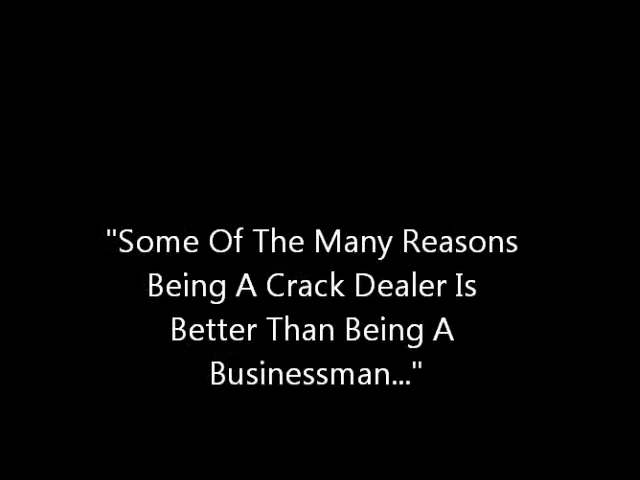 "Some Of The Many Reasons
Being A Crack Dealer Is
Better Than Being A
Businessman..."